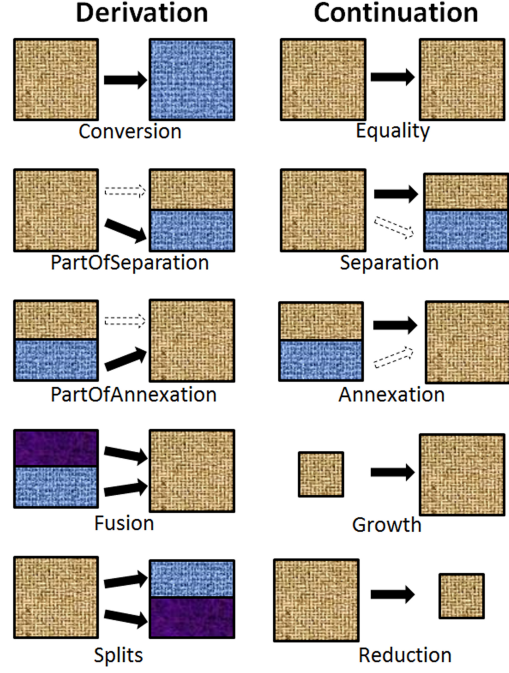 Derivation
Continuation
Conversion
Equality
PartOfSeparation
Separation
PartOfAnnexation
Annexation
Fusion
Growth
Splits
Reduction